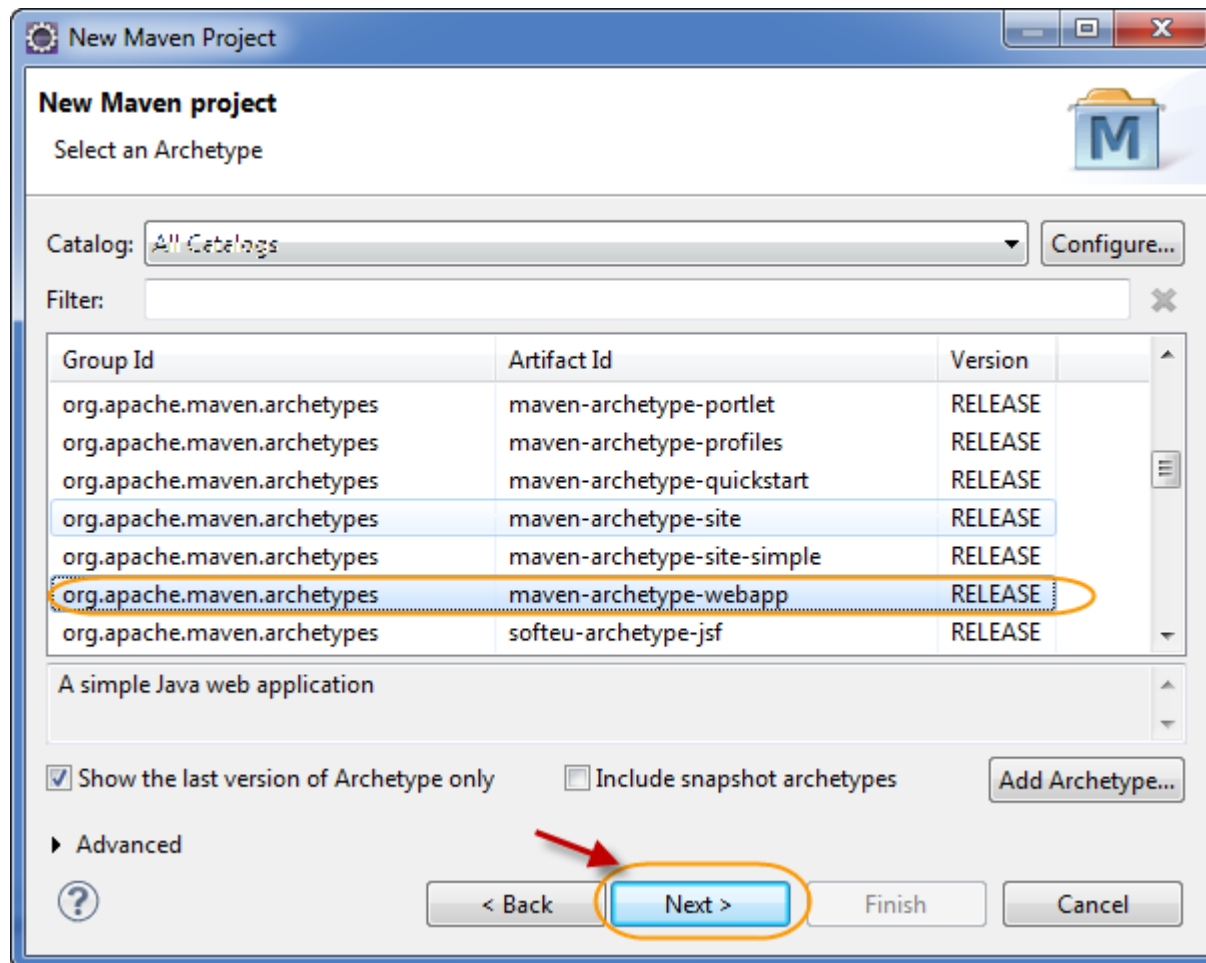 New Maven Project
New Maven project
Select an Archetype
M
Catalog: All Catalogs Configure...
Filter:
Group Id Artifact Id Version
org.apache.maven.archetypes maven-archetype-portlet RELEASE
org.apache.maven.archetypes maven-archetype-profiles RELEASE
org.apache.maven.archetypes maven-archetype-quickstart RELEASE
org.apache.maven.archetypes maven-archetype-site RELEASE
org.apache.maven.archetypes maven-archetype-site-simple RELEASE
org.apache.maven.archetypes maven-archetype-webapp RELEASE
org.apache.maven.archetypes softeu-archetype-jsf RELEASE
A simple Java web application
Show the last version of Archetype only Include snapshot archetypes Add Archetype...
Advanced
? < Back Next > Finish Cancel